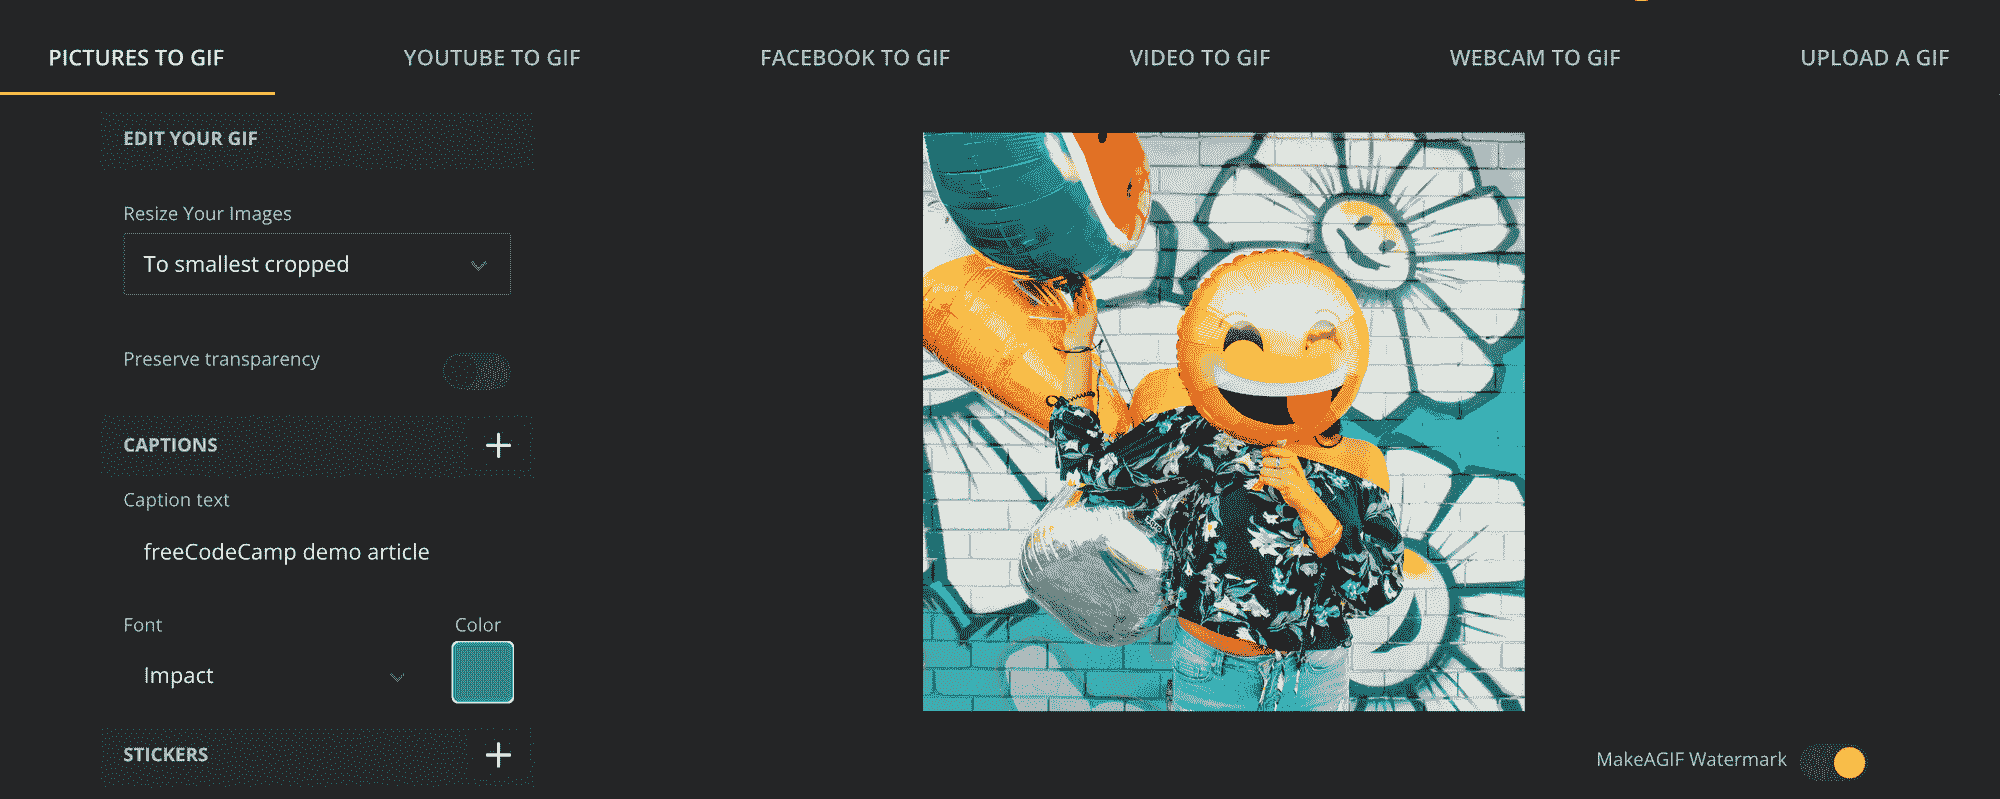 PICTURES TO GIF
YOUTUBE TO GIF
FACEBOOK TO GIF
VIDEO TO GIF
WEBCAM TO GIF
UPLOAD A GIF
EDIT YOUR GIF
Resize Your Images
To smallest cropped
Preserve transparency
CAPTIONS
Caption text
freeCodeCamp demo article
Font
Color
Impact
STICKERS
MakeAGIF Watermark